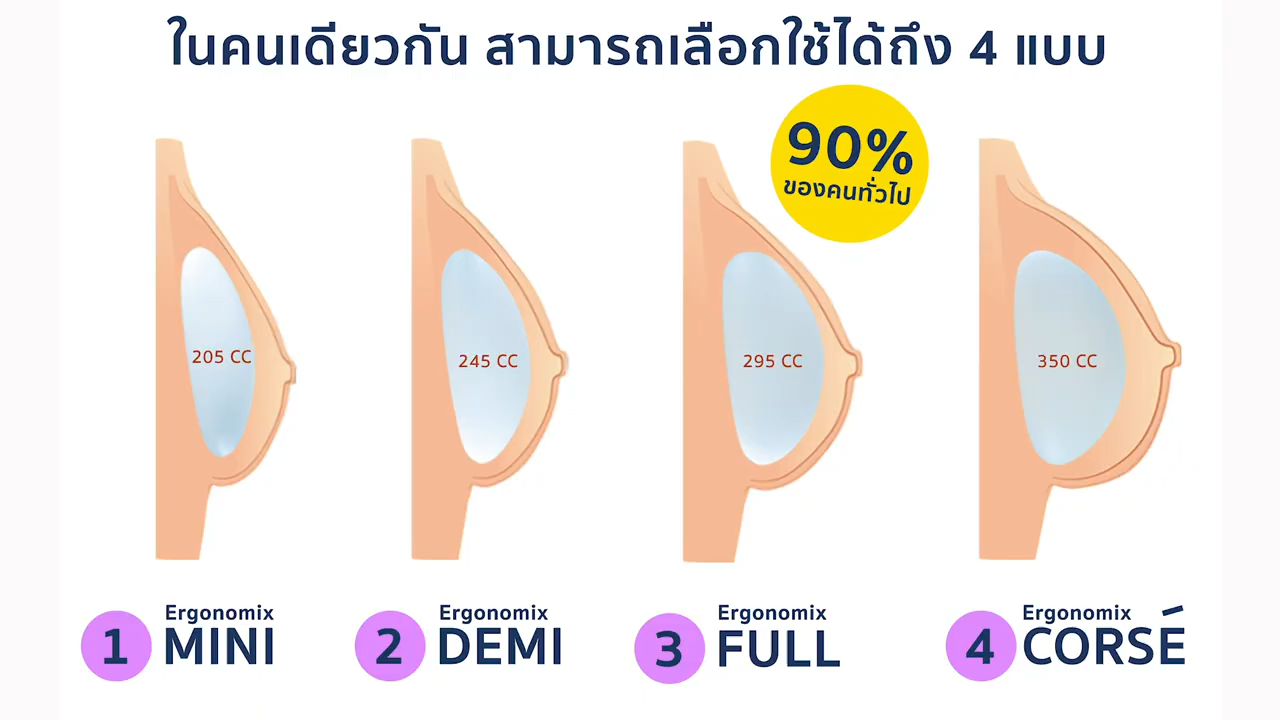 ในคนเดียวกัน สามารถเลือกใช้ได้ถึง 4 แบบ
90%
ของคนทั่วไป
205 CC
245 CC
295 CC
350 CC
1 Ergonomix MINI
2 Ergonomix DEMI
3 Ergonomix FULL
4 Ergonomix CORSÉ